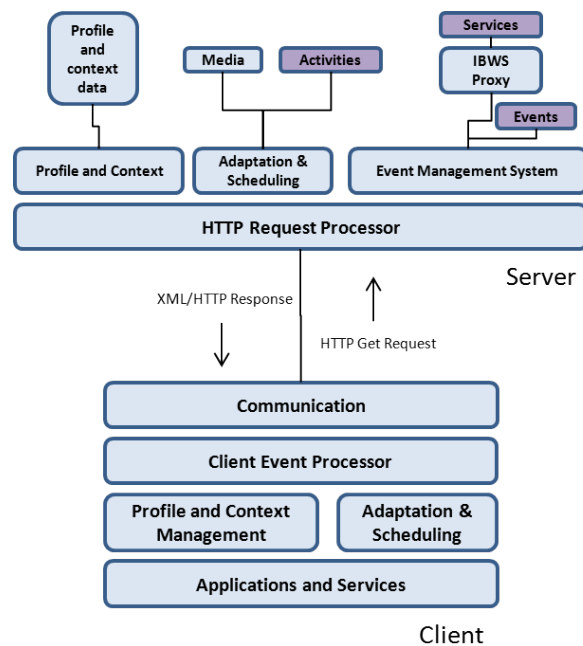 Profile
and
context
data
Media
Activities
Services
IBWS
Proxy
Events
Profile and Context
Adaptation &
Scheduling
Event Management System
HTTP Request Processor
Server
XML/HTTP Response
HTTP Get Request
Communication
Client Event Processor
Profile and Context
Management
Adaptation &
Scheduling
Applications and Services
Client